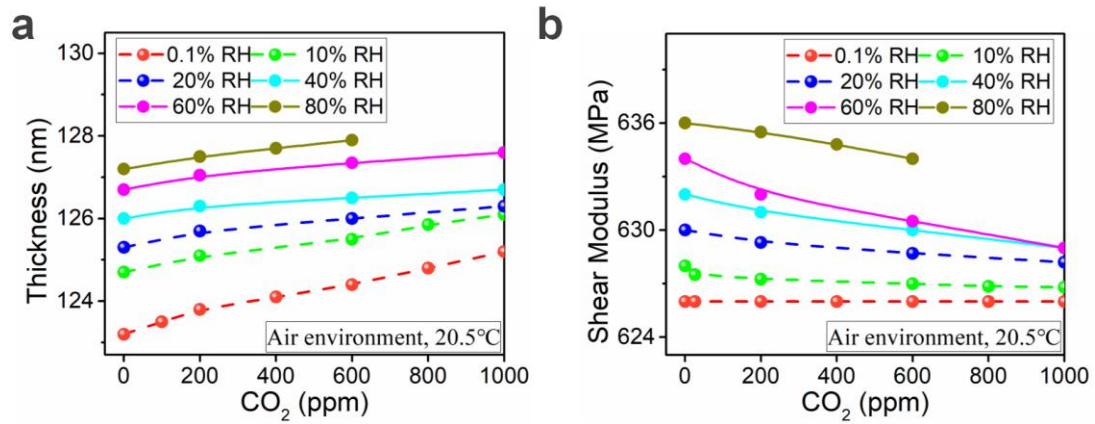 a
130
128
126
124
Thickness (nm)
0.1% RH 10% RH
20% RH 40% RH
60% RH 80% RH
Air environment, 20.5℃
0 200 400 600 800 1000
CO2 (ppm)
b
636
630
624
Shear Modulus (MPa)
0.1% RH 10% RH
20% RH 40% RH
60% RH 80% RH
Air environment, 20.5℃
0 200 400 600 800 1000
CO2 (ppm)